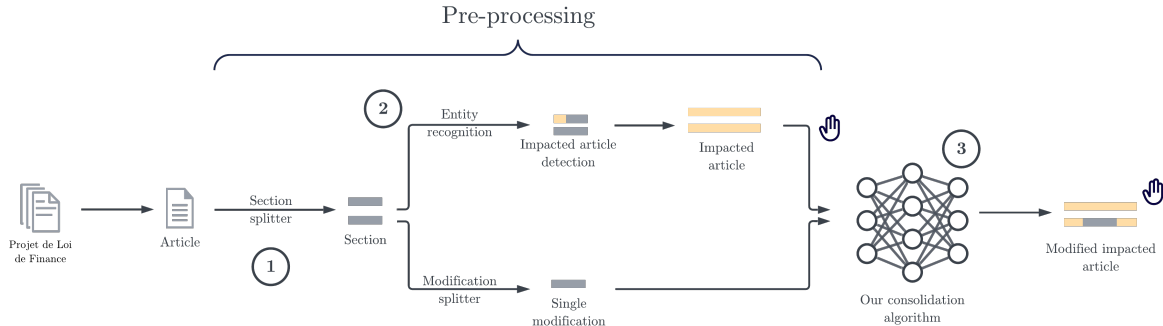 Pre-processing
2
Entity
recognition
Impacted article
detection
Impacted
article
3
Projet de Loi
de Finance
Article
Section
splitter
1
Section
Modification
splitter
Single
modification
Our consolidation
algorithm
Modified impacted
article